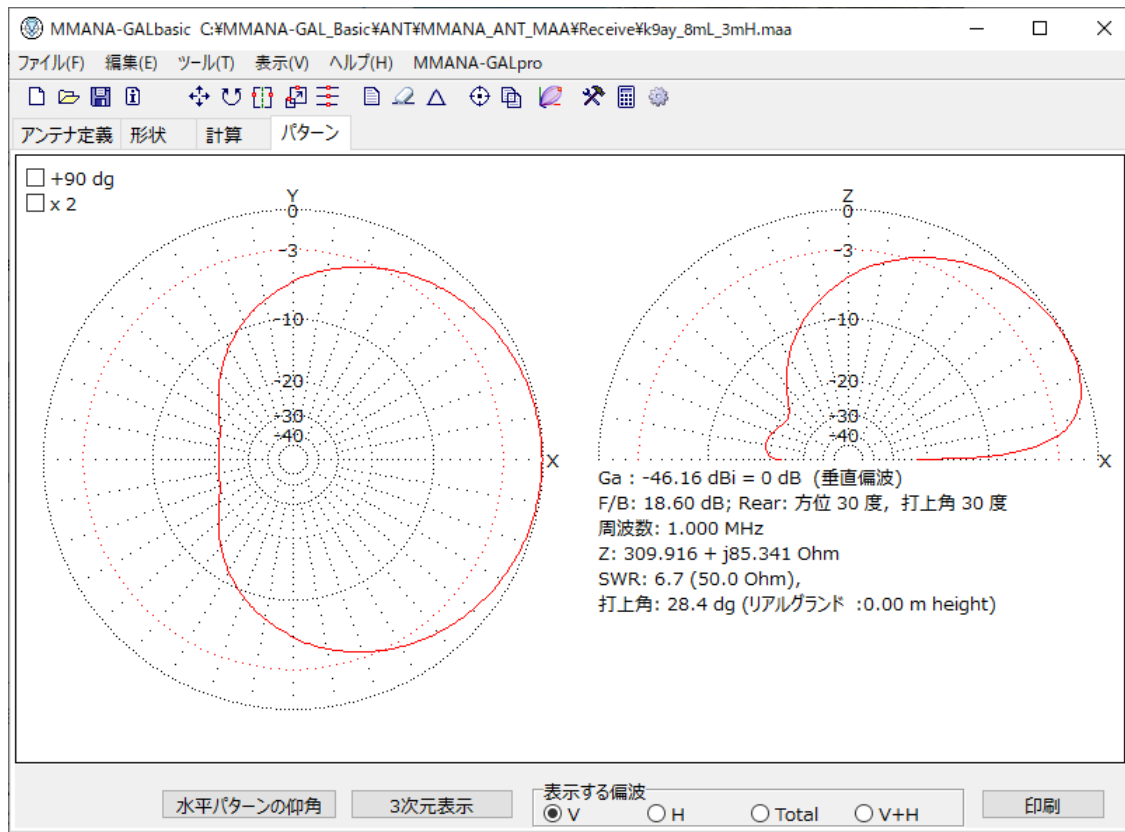 MMANA-GALbasic C:¥MMANA-GAL_Basic¥ANT¥MMANA_ANT_MAA¥Receive¥k9ay_8mL_3mH.maa
ファイル(F) 編集(E) ツール(T) 表示(V) ヘルプ(H) MMANA-GALpro
アンテナ定義 形状 計算 パターン
+90 dg
x 2
Y
0
-3
-10
-20
-30
-40
X
Z
0
-3
-10
-20
-30
-40
X
Ga : -46.16 dBi = 0 dB (垂直偏波)
F/B: 18.60 dB; Rear: 方位 30 度, 打上角 30 度
周波数: 1.000 MHz
Z: 309.916 + j85.341 Ohm
SWR: 6.7 (50.0 Ohm),
打上角: 28.4 dg (リアルグランド :0.00 m height)
水平パターンの仰角 3次元表示
表示する偏波
V H Total V+H
印刷